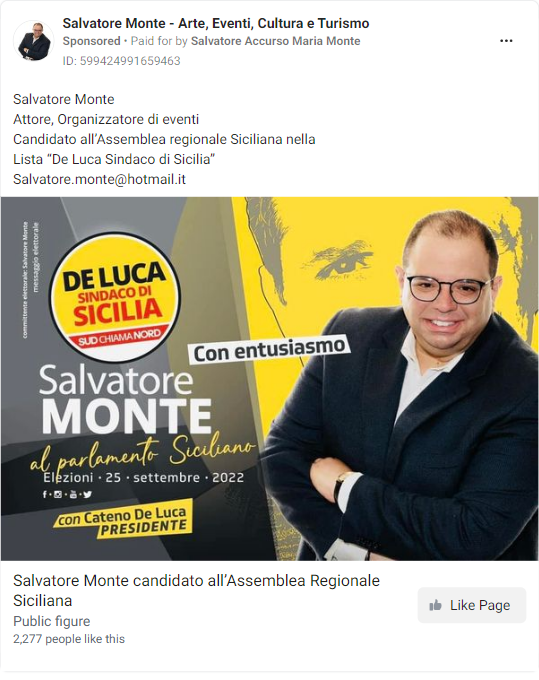 Salvatore Monte - Arte, Eventi, Cultura e Turismo
Sponsored • Paid for by Salvatore Accurso Maria Monte
ID: 599424991659463
Salvatore Monte
Attore, Organizzatore di eventi
Candidato all'Assemblea regionale Siciliana nella
Lista “De Luca Sindaco di Sicilia”
Salvatore.monte@hotmail.it
committente elettorale: Salvatore Monte
messaggio elettorale
DE LUCA
SINDACO DI
SICILIA
SUD CHIAMA NORD
Con entusiasmo
Salvatore
MONTE
al parlamento Siciliano
Elezioni • 25 • settembre • 2022
con Cateno De Luca
PRESIDENTE
Salvatore Monte candidato all'Assemblea Regionale
Siciliana
Public figure
2,277 people like this
Like Page